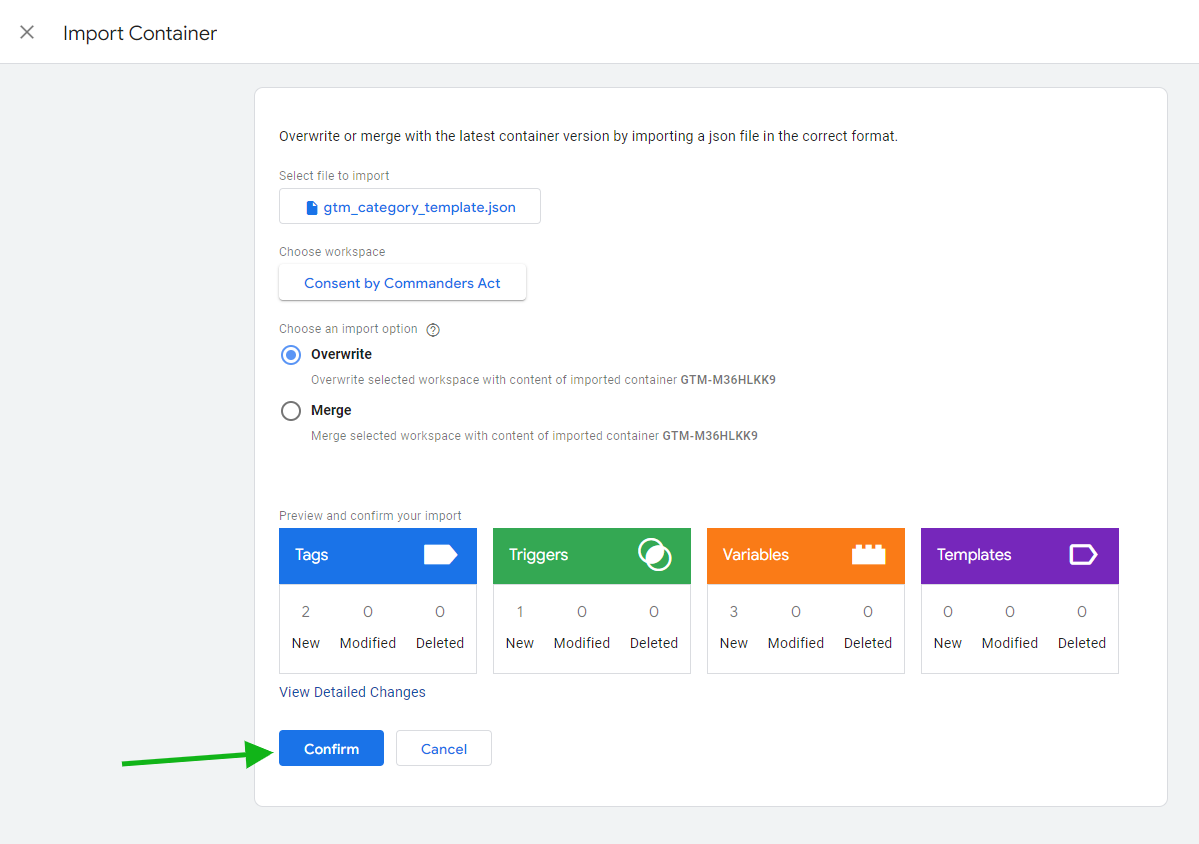 Import Container
Overwrite or merge with the latest container version by importing a json file in the correct format.
Select file to import
gtm_category_template.json
Choose workspace
Consent by Commanders Act
Choose an import option ?
Overwrite
Overwrite selected workspace with content of imported container GTM-M36HLKK9
Merge
Merge selected workspace with content of imported container GTM-M36HLKK9
Preview and confirm your import
Tags Triggers Variables Templates
2 0 0 1 0 0 3 0 0 0 0 0
New Modified Deleted New Modified Deleted New Modified Deleted New Modified Deleted
View Detailed Changes
Confirm Cancel